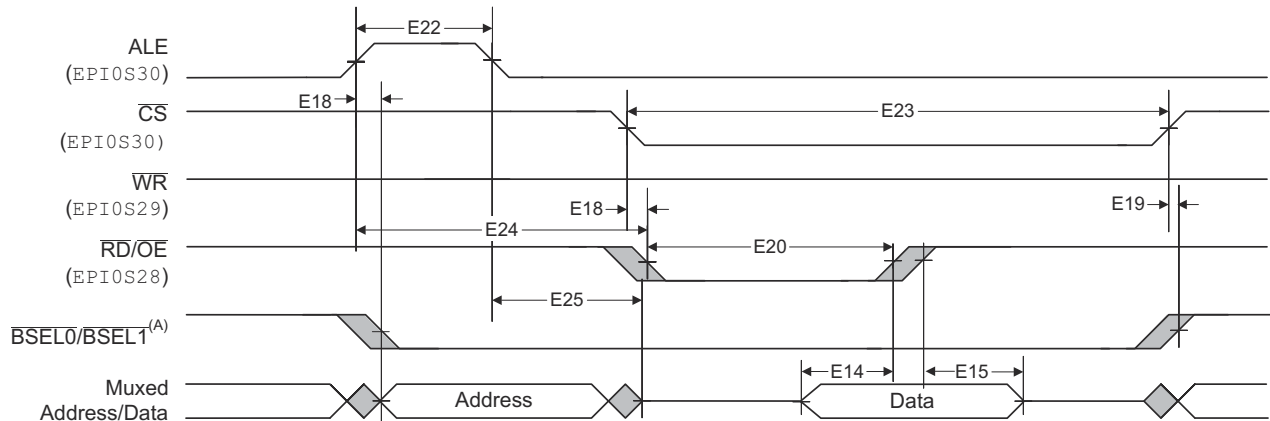 E22
ALE
(EPI0S30)
E18
E23
CS
(EPI0S30)
WR
(EPI0S29)
E18
E19
E24
RD/OE
E20
(EPI0S28)
E25
BSEL0/BSEL1(A)
E14
E15
Muxed
Address/Data
Address
Data